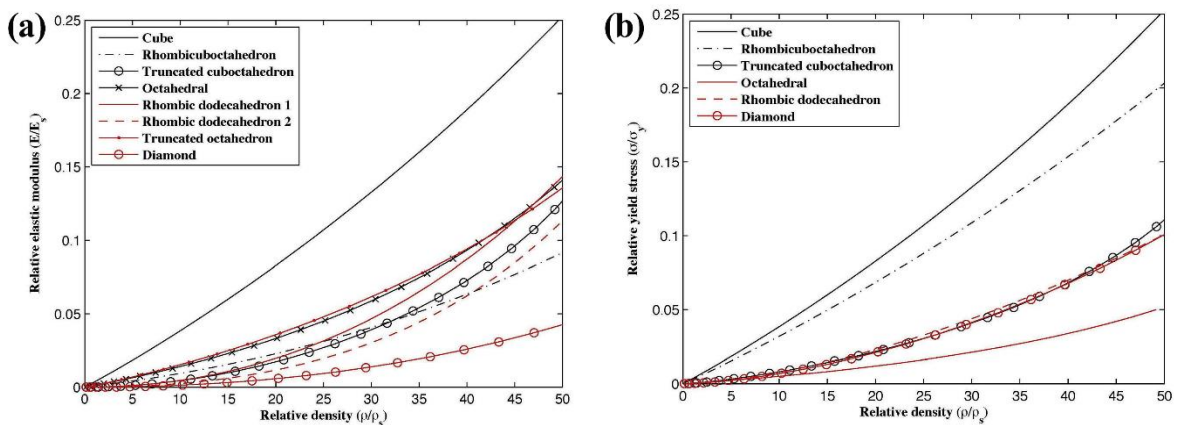 (a)
0.25
0.2
0.15
0.1
0.05
0
Relative elastic modulus (E/Es)
Cube
Rhombicuboctahedron
Truncated cuboctahedron
Octahedral
Rhombic dodecahedron 1
Rhombic dodecahedron 2
Truncated octahedron
Diamond
0 5 10 15 20 25 30 35 40 45 50
Relative density (ρ/ρs)
(b)
0.25
0.2
0.15
0.1
0.05
0
Relative yield stress (σ/σy)
Cube
Rhombicuboctahedron
Truncated cuboctahedron
Octahedral
Rhombic dodecahedron
Diamond
0 5 10 15 20 25 30 35 40 45 50
Relative density (ρ/ρs)